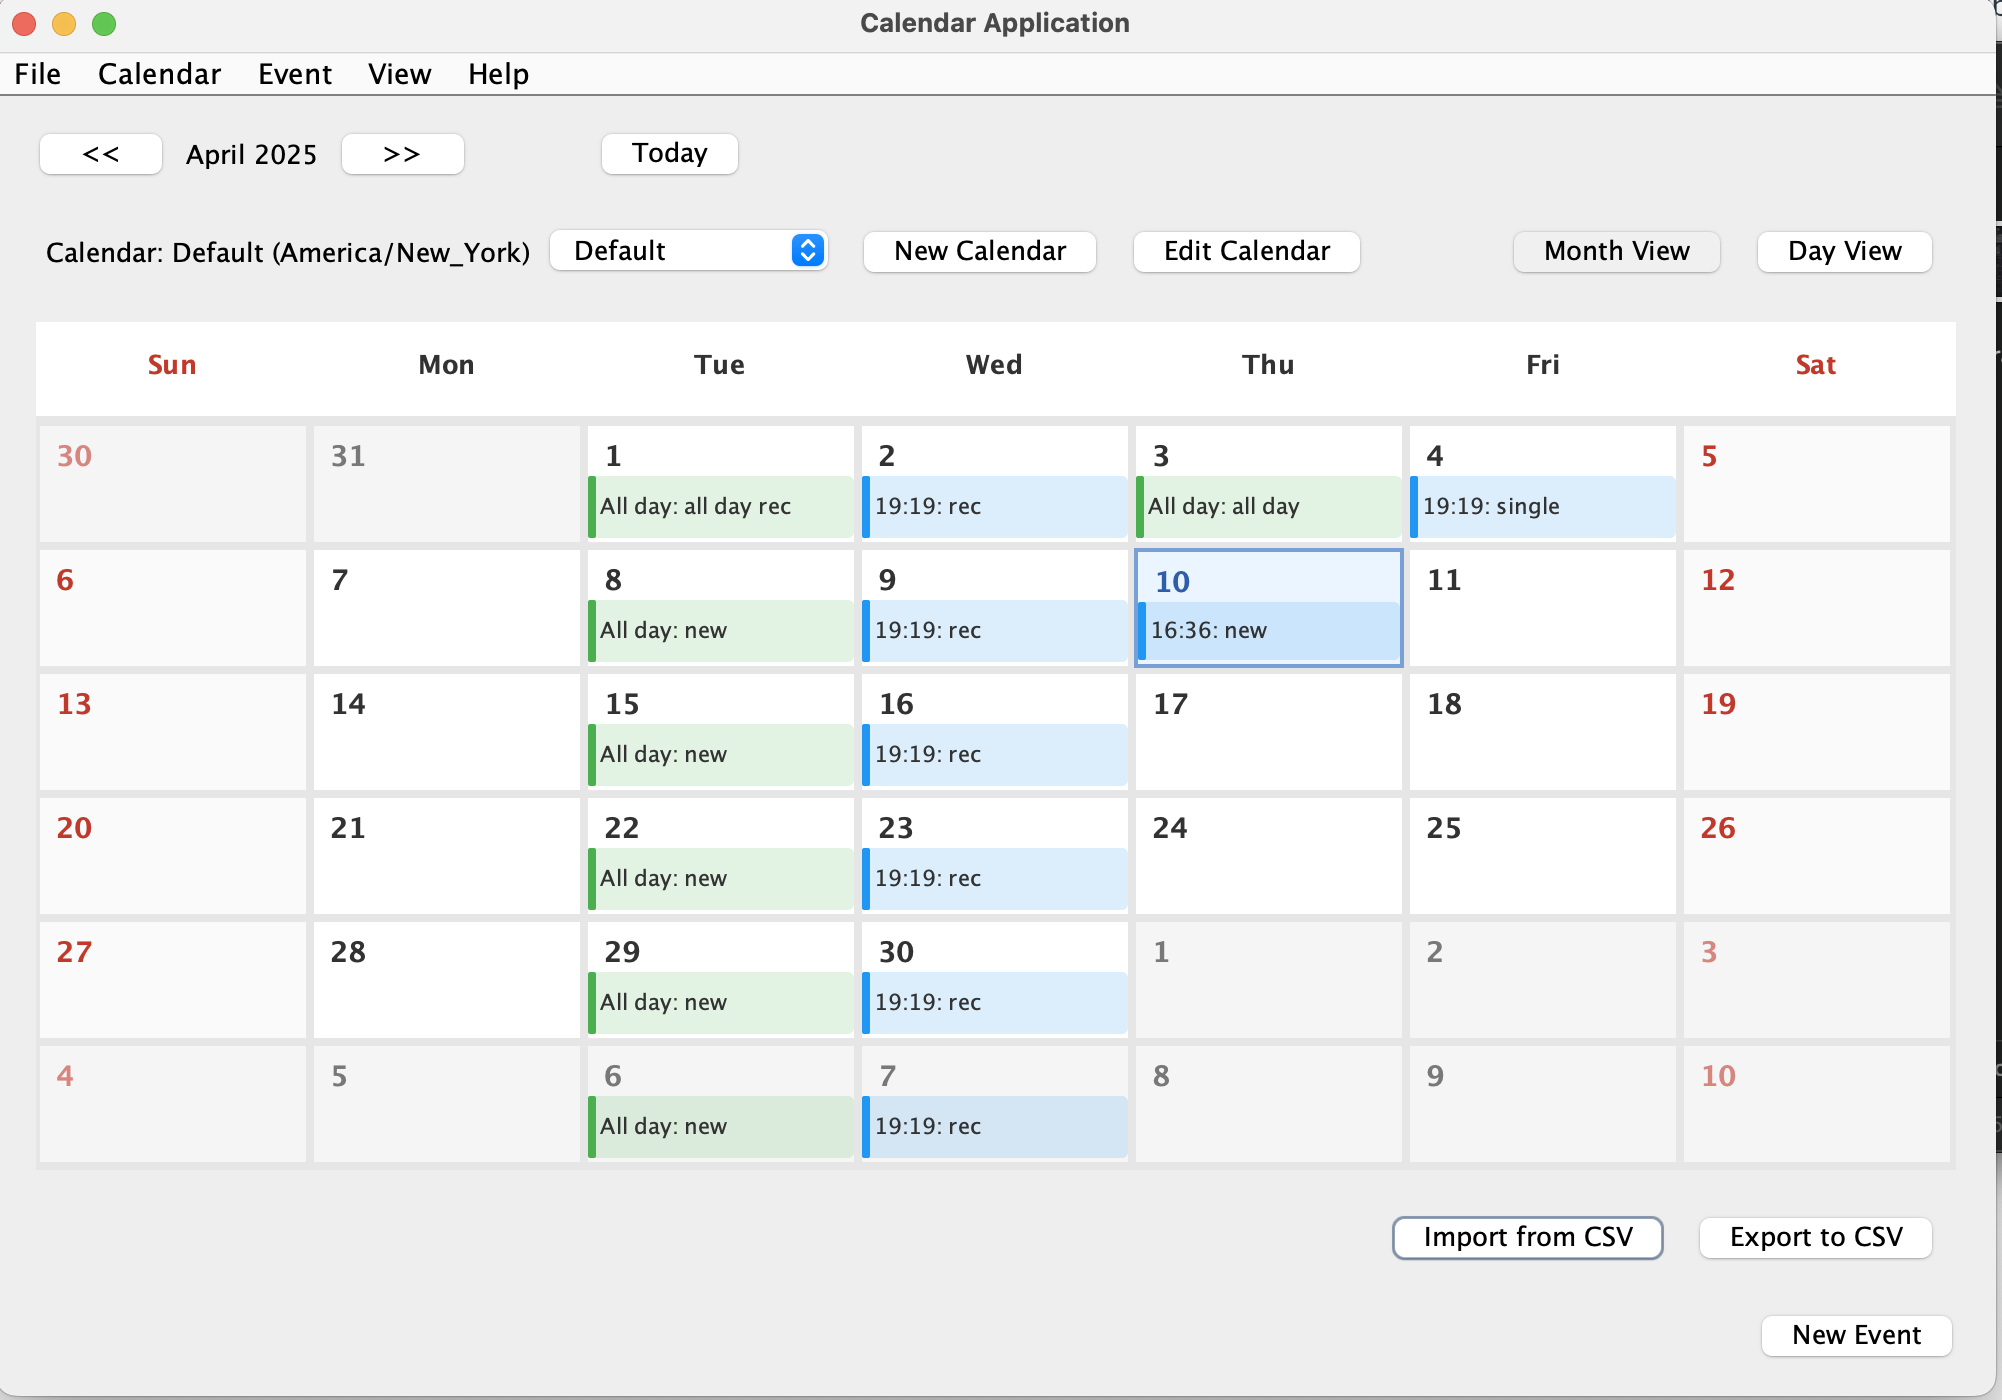 Calendar Application
File Calendar Event View Help
<< April 2025 >> Today
Calendar: Default (America/New_York) Default New Calendar Edit Calendar Month View Day View
Sun Mon Tue Wed Thu Fri Sat
30 31 1 2 3 4 5
All day: all day rec 19:19: rec All day: all day 19:19: single
6 7 8 9 10 11 12
All day: new 19:19: rec 16:36: new
13 14 15 16 17 18 19
All day: new 19:19: rec
20 21 22 23 24 25 26
All day: new 19:19: rec
27 28 29 30 1 2 3
All day: new 19:19: rec
4 5 6 7 8 9 10
All day: new 19:19: rec
Import from CSV Export to CSV
New Event